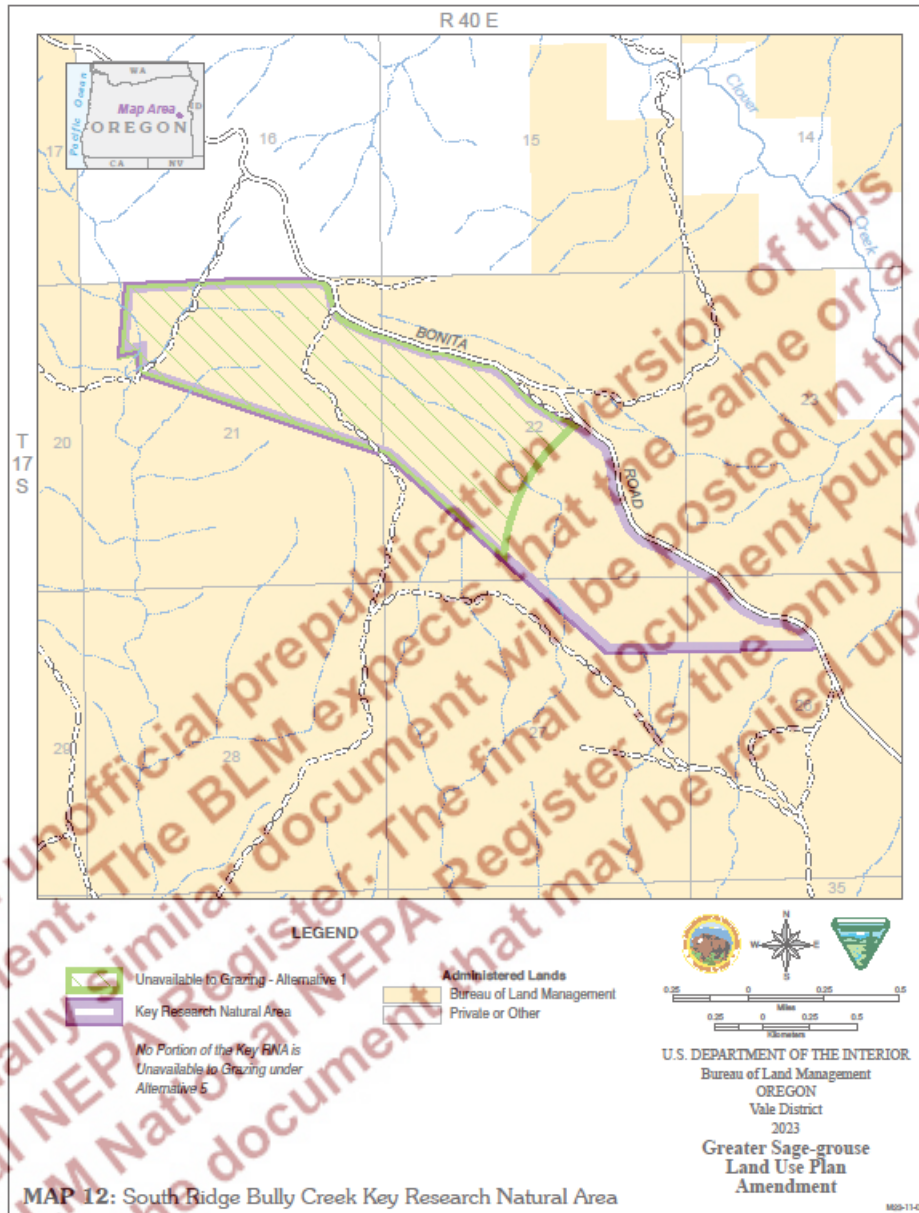 R 40 E
WA
Pacific Ocean
Map Area
OREGON
CA NV
17
16
15
14
Clover
Creek
BONITA
ROAD
T
17
S
20
21
22
23
29
28
27
26
35
unofficial prepublication version of this
The BLM expects that the same or a
similar document will be posted in the
NEPA Register. The final document publi
National NEPA Register is the only ve
document that may be relied up
LEGEND
Unavailable to Grazing - Alternative 1
Key Research Natural Area
No Portion of the Key RNA is
Unavailable to Grazing under
Alternative 5
Administered Lands
Bureau of Land Management
Private or Other
N
W E
S
0.25 0 0.25 0.5
Miles
0.25 0 0.25 0.5
Kilometers
U.S. DEPARTMENT OF THE INTERIOR
Bureau of Land Management
OREGON
Vale District
2023
Greater Sage-grouse
Land Use Plan
Amendment
MAP 12: South Ridge Bully Creek Key Research Natural Area